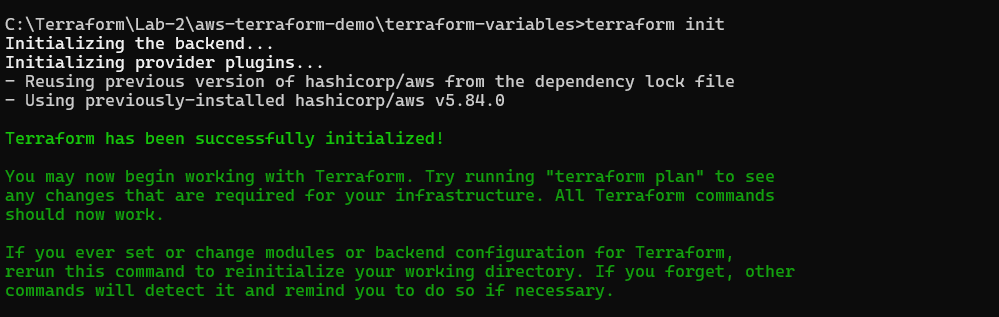 C:\Terraform\Lab-2\aws-terraform-demo\terraform-variables>terraform init
Initializing the backend...
Initializing provider plugins...
- Reusing previous version of hashicorp/aws from the dependency lock file
- Using previously-installed hashicorp/aws v5.84.0
Terraform has been successfully initialized!
You may now begin working with Terraform. Try running "terraform plan" to see
any changes that are required for your infrastructure. All Terraform commands
should now work.
If you ever set or change modules or backend configuration for Terraform,
rerun this command to reinitialize your working directory. If you forget, other
commands will detect it and remind you to do so if necessary.